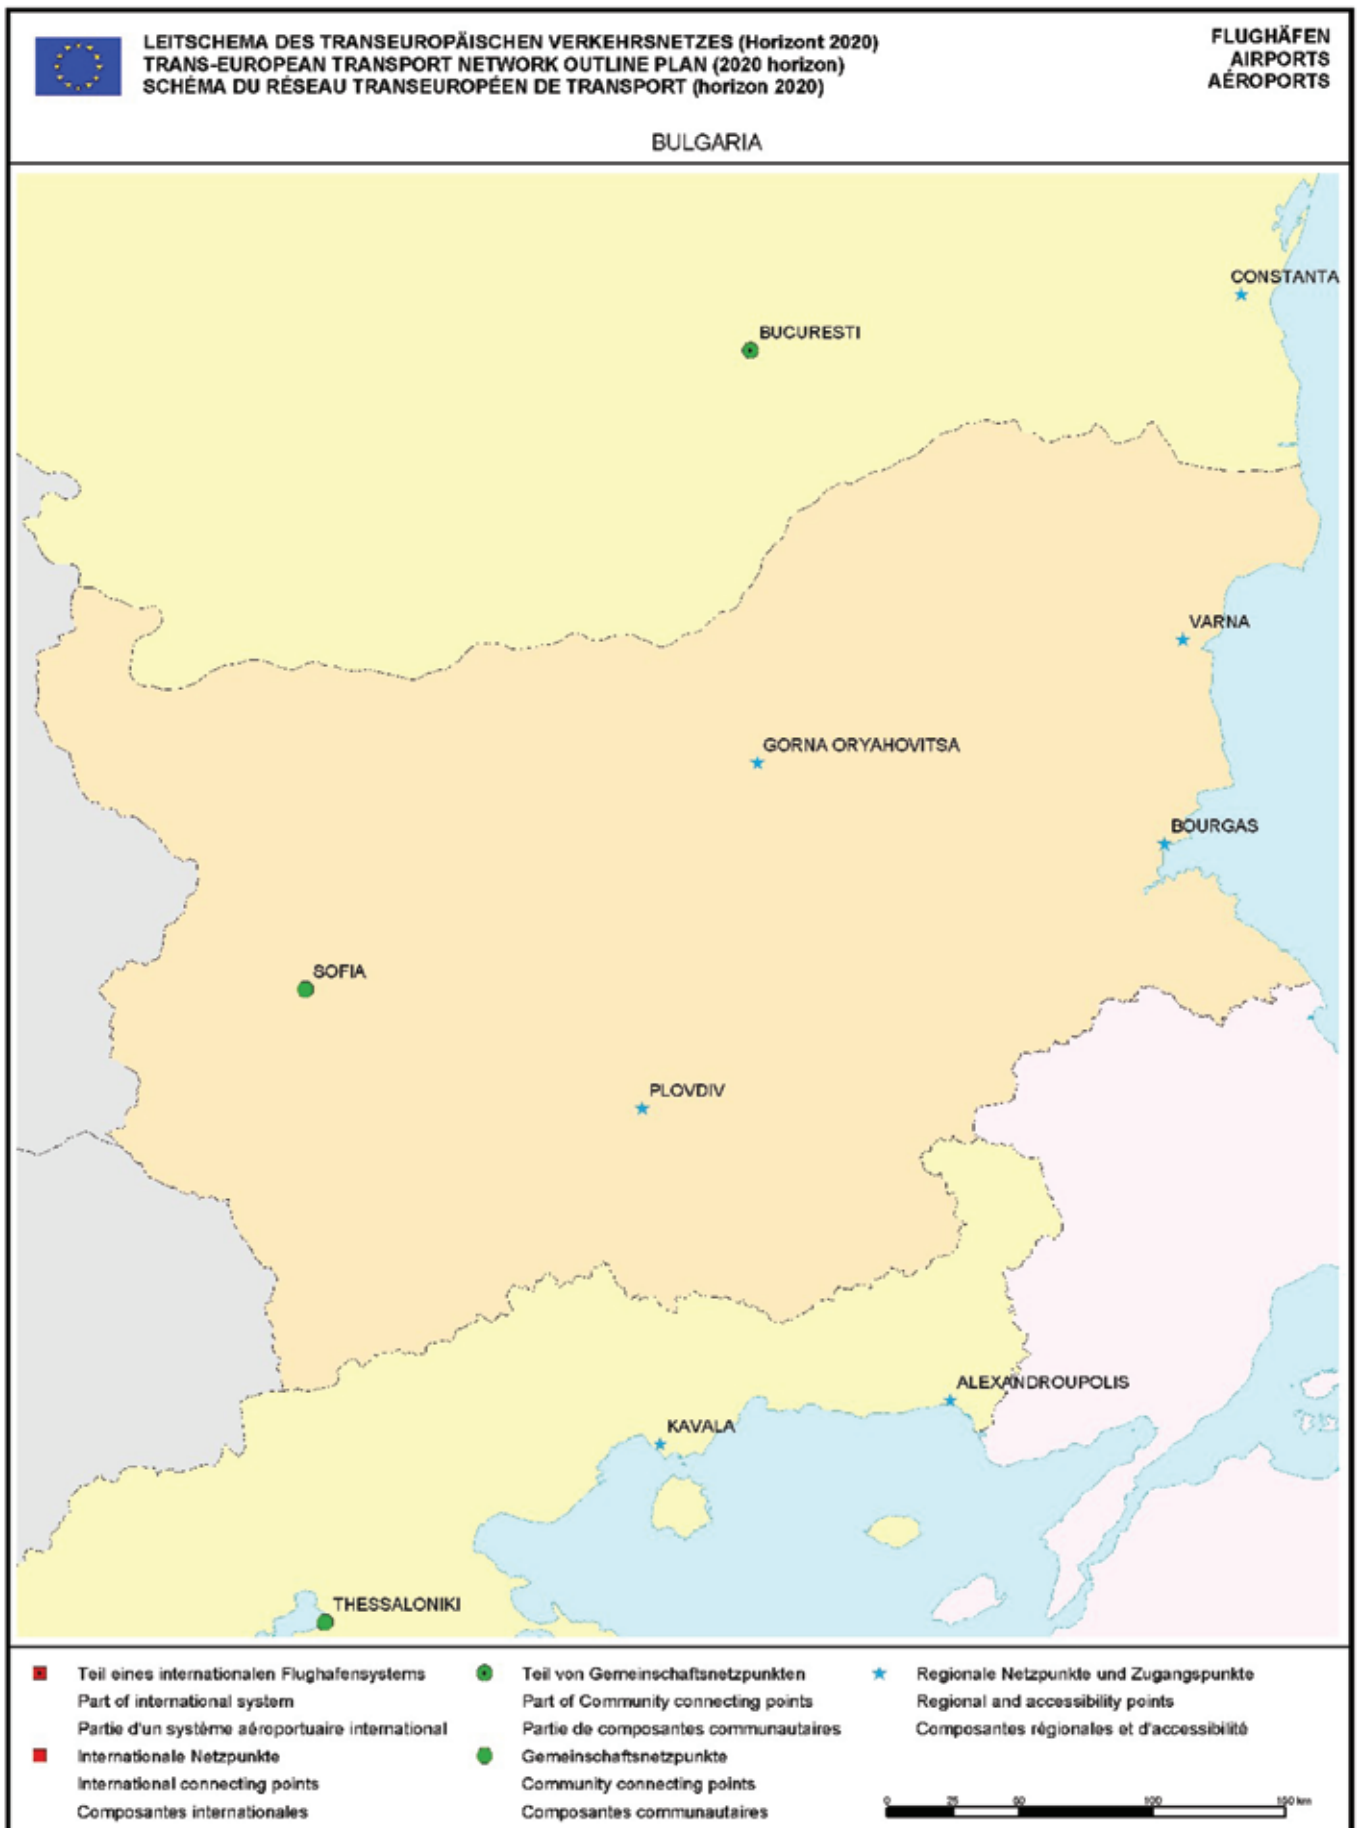 LEITSCHEMA DES TRANSEUROPÄISCHEN VERKEHRSNETZES (Horizont 2020)
TRANS-EUROPEAN TRANSPORT NETWORK OUTLINE PLAN (2020 horizon)
SCHÉMA DU RÉSEAU TRANSEUROPÉEN DE TRANSPORT (horizon 2020)
FLUGHÄFEN
AIRPORTS
AÉROPORTS
BULGARIA
CONSTANTA
BUCURESTI
VARNA
GORNA ORYAHOVITSA
BOURGAS
SOFIA
PLOVDIV
ALEXANDROUPOLIS
KAVALA
THESSALONIKI
Teil eines internationalen Flughafensystems
Part of international system
Partie d'un système aéroportuaire international
Internationale Netzpunkte
International connecting points
Composantes internationales
Teil von Gemeinschaftsnetzpunkten
Part of Community connecting points
Partie de composantes communautaires
Gemeinschaftsnetzpunkte
Community connecting points
Composantes communautaires
Regionale Netzpunkte und Zugangspunkte
Regional and accessibility points
Composantes régionales et d'accessibilité
0 25 50 100 150 km